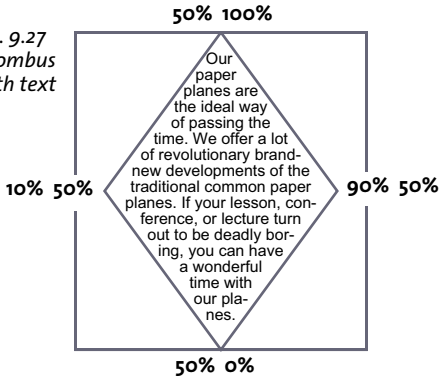 . 9.27
ombus
th text
50% 100%
Our
paper
planes are
the ideal way
of passing the
time. We offer a lot
of revolutionary brand-
new developments of the
traditional common paper
planes. If your lesson, con-
ference, or lecture turn
out to be deadly bor-
ing, you can have
a wonderful
time with
our pla-
nes.
10% 50%
90% 50%
50% 0%